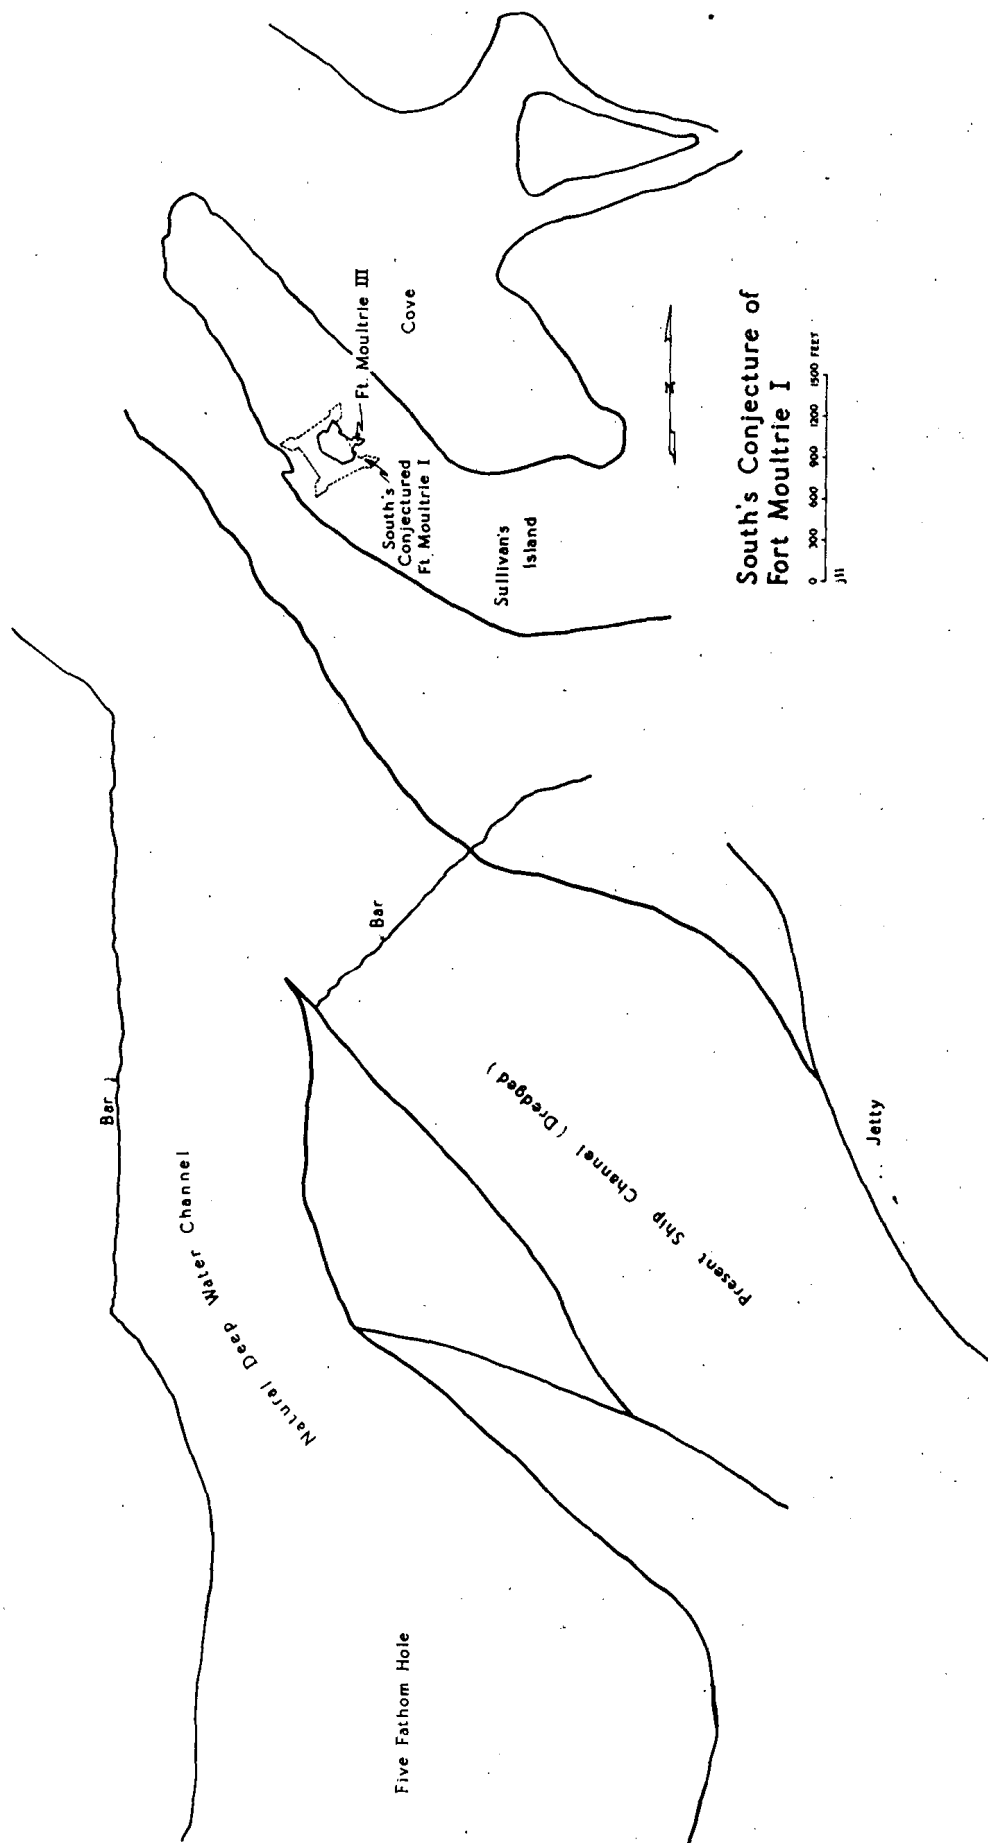 South's Conjecture of
Fort Moultrie I
0 300 600 900 1200 1500 FEET
jll
Ft. Moultrie III
Cove
South's
Conjectured
Ft. Moultrie I
Sullivan's
Island
Bar
Bar
Natural Deep Water Channel
Present Ship Channel (Dredged)
Jetty
Five Fathom Hole